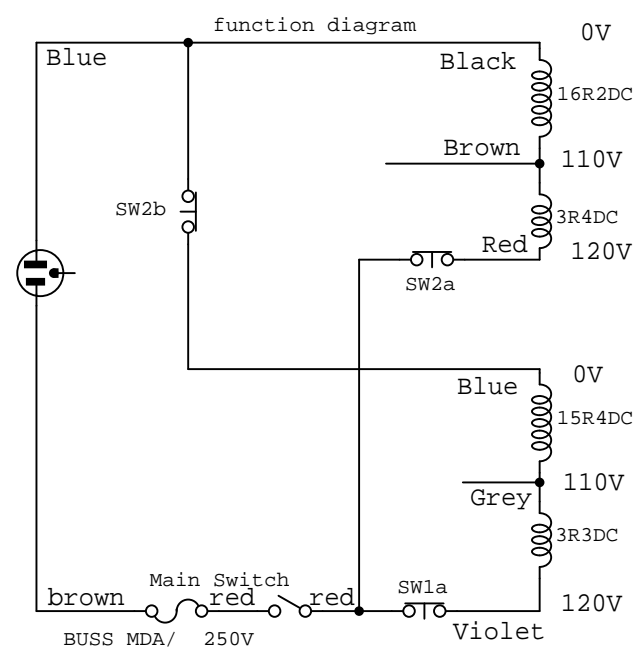 function diagram
0V
Blue
Black
16R2DC
Brown
110V
SW2b
3R4DC
Red
120V
SW2a
0V
Blue
15R4DC
110V
Grey
3R3DC
Main Switch
SW1a
120V
brown
red
red
Violet
BUSS MDA/ 250V